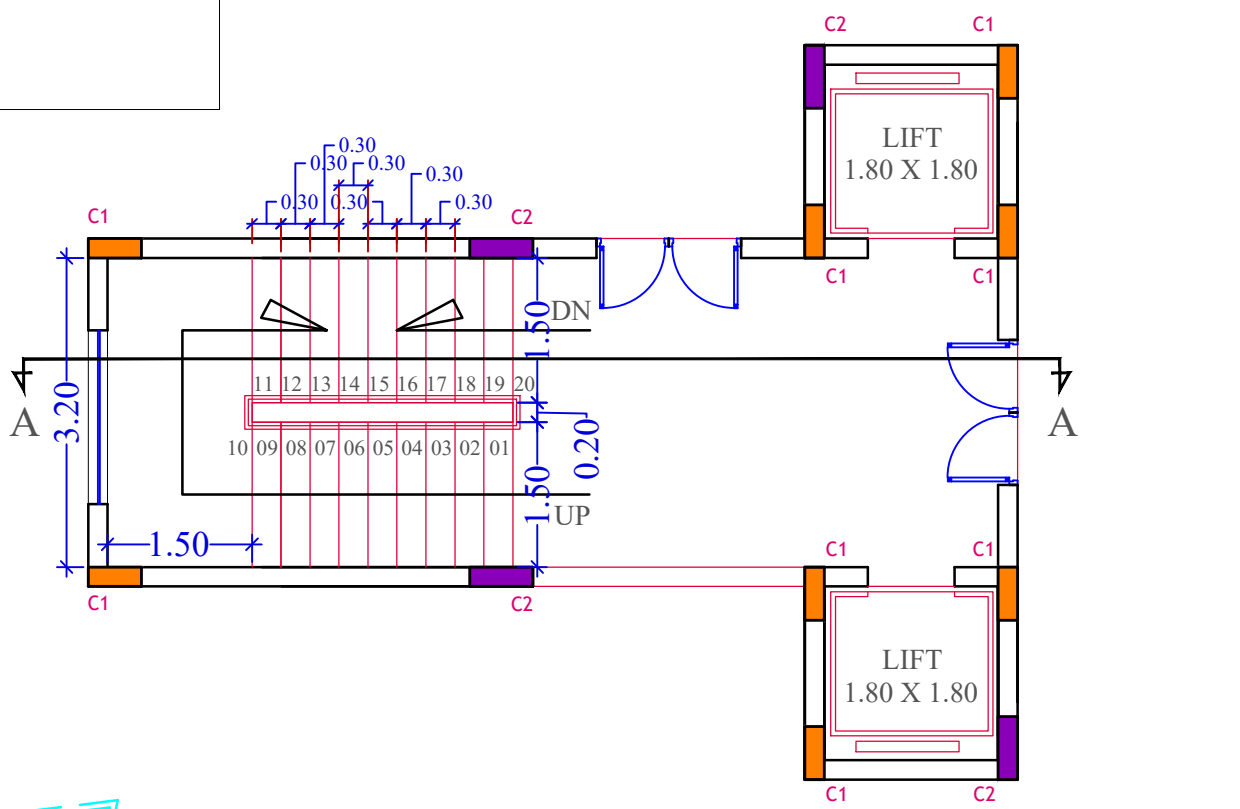 C2 C1
LIFT
1.80 X 1.80
0.30
0.30 0.30
0.30
0.30 0.30 0.30
C1 C2
C1 C1
DN
1.50
3.20
11 12 13 14 15 16 17 18 19 20
A A
10 09 08 07 06 05 04 03 02 01
0.20
1.50
UP
1.50
C1 C1
C1 C2
LIFT
1.80 X 1.80
C1 C2